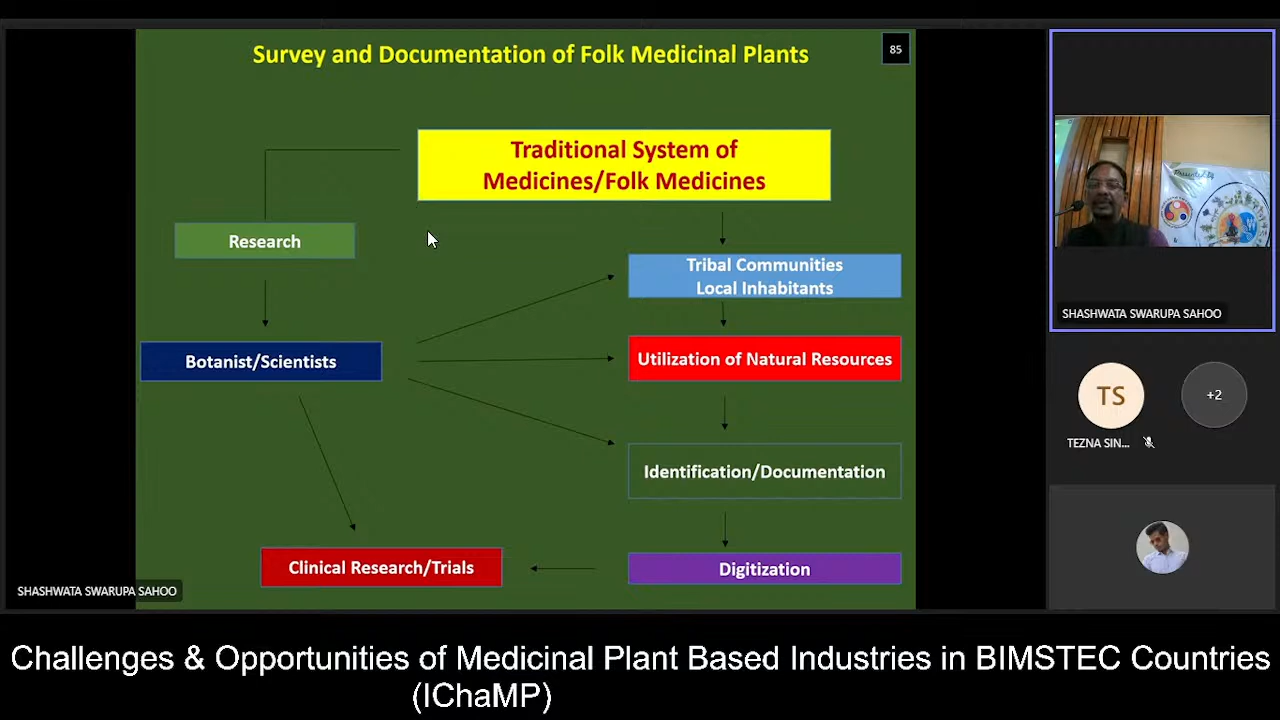 Survey and Documentation of Folk Medicinal Plants
85
Traditional System of
Medicines/Folk Medicines
Research
Tribal Communities
Local Inhabitants
Botanist/Scientists
Utilization of Natural Resources
Identification/Documentation
Clinical Research/Trials
Digitization
SHASHWATA SWARUPA SAHOO
Presented by
SHASHWATA SWARUPA SAHOO
TS
+2
TEZNA SIN...
Challenges & Opportunities of Medicinal Plant Based Industries in BIMSTEC Countries
(IChaMP)